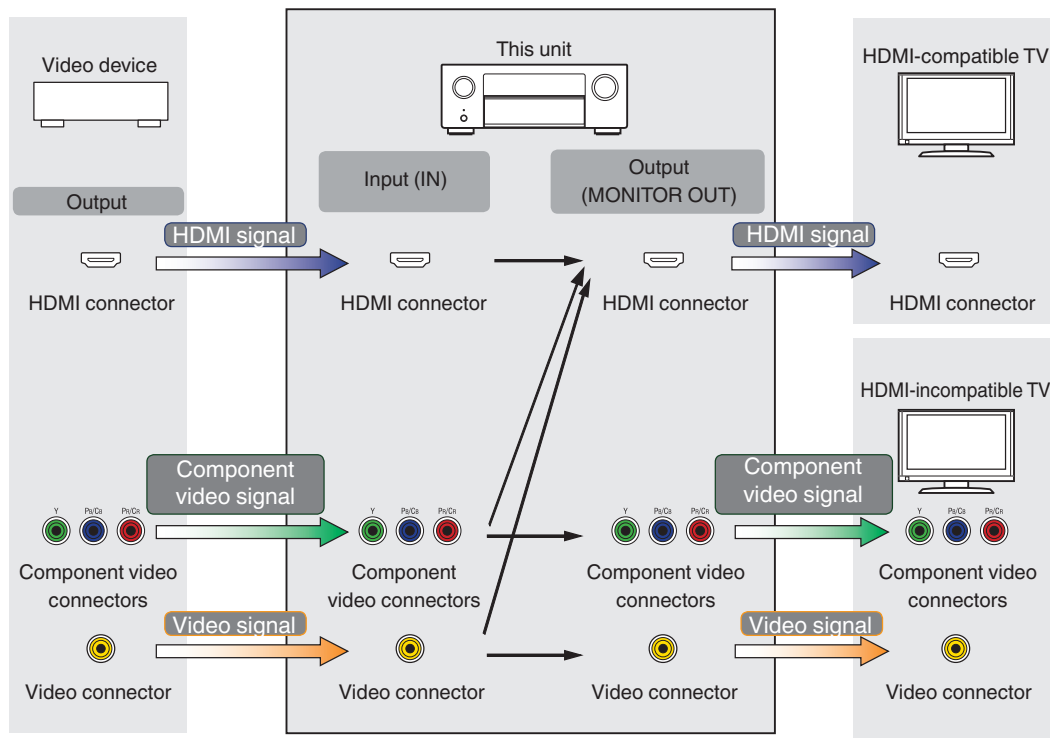 This unit
Video device
HDMI-compatible TV
Input (IN)
Output
(MONITOR OUT)
Output
HDMI signal
HDMI signal
HDMI connector
HDMI connector
HDMI connector
HDMI connector
HDMI-incompatible TV
Component
video signal
Component
video signal
Y PB/CB PR/CR
Y PB/CB PR/CR
Y PB/CB PR/CR
Y PB/CB PR/CR
Component video
connectors
Component
video connectors
Component video
connectors
Component video
connectors
Video signal
Video signal
Video connector
Video connector
Video connector
Video connector